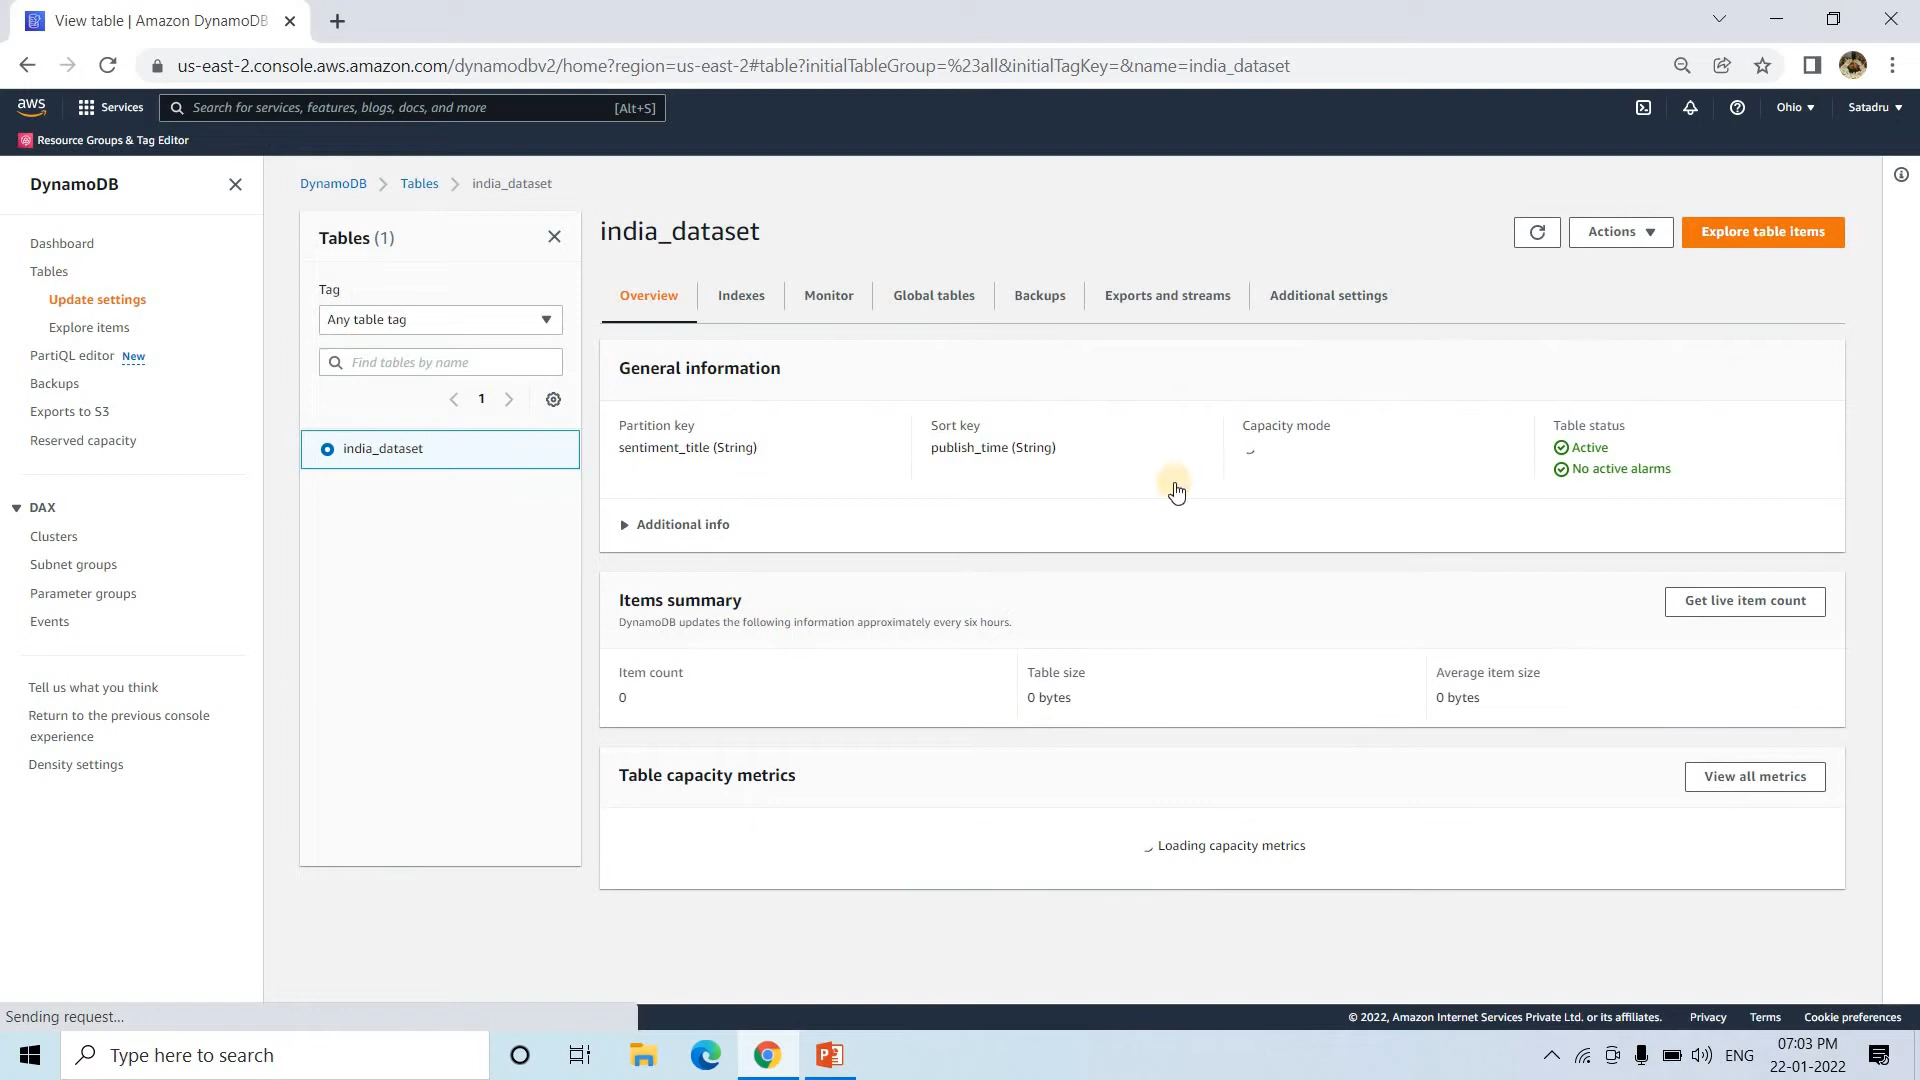 View table | Amazon DynamoDB
us-east-2.console.aws.amazon.com/dynamodbv2/home?region=us-east-2#table?initialTableGroup=%23all&initialTagKey=&name=india_dataset
aws
Services
Search for services, features, blogs, docs, and more
[Alt+S]
Ohio
Satadru
Resource Groups & Tag Editor
DynamoDB
Dashboard
Tables
Update settings
Explore items
PartiQL editor New
Backups
Exports to S3
Reserved capacity
DAX
Clusters
Subnet groups
Parameter groups
Events
Tell us what you think
Return to the previous console
experience
Density settings
DynamoDB
Tables
india_dataset
Tables (1)
Tag
Any table tag
Find tables by name
1
india_dataset
india_dataset
Actions
Explore table items
Overview
Indexes
Monitor
Global tables
Backups
Exports and streams
Additional settings
General information
Partition key
sentiment_title (String)
Sort key
publish_time (String)
Capacity mode
Table status
Active
No active alarms
Additional info
Items summary
DynamoDB updates the following information approximately every six hours.
Get live item count
Item count
0
Table size
0 bytes
Average item size
0 bytes
Table capacity metrics
View all metrics
Loading capacity metrics
Sending request...
© 2022, Amazon Internet Services Private Ltd. or its affiliates.
Privacy
Terms
Cookie preferences
Type here to search
ENG
07:03 PM
22-01-2022